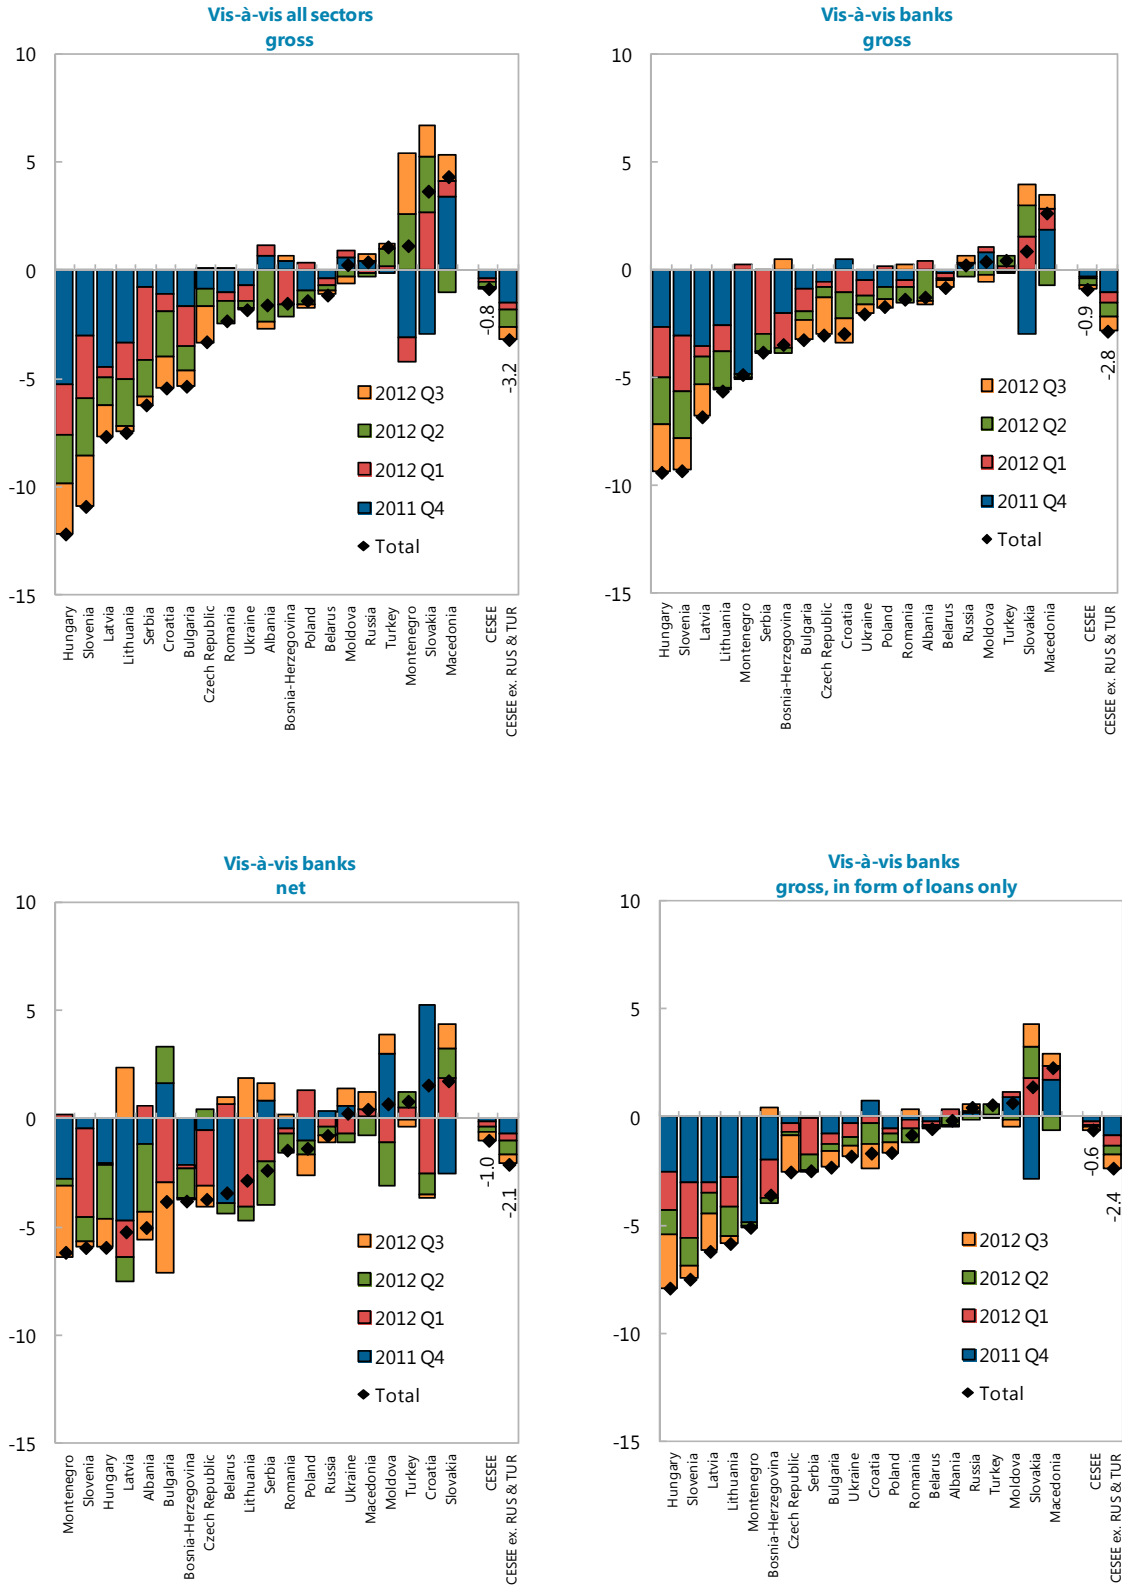 Vis-à-vis all sectors
gross
10
5
0
-5
-10
-15
-0.8
-3.2
2012 Q3
2012 Q2
2012 Q1
2011 Q4
Total
Hungary
Slovenia
Latvia
Lithuania
Serbia
Croatia
Bulgaria
Czech Republic
Romania
Ukraine
Albania
Bosnia-Herzegovina
Poland
Belarus
Moldova
Russia
Turkey
Montenegro
Slovakia
Macedonia
CESEE
CESEE ex. RUS & TUR
Vis-à-vis banks
gross
10
5
0
-5
-10
-15
-0.9
-2.8
2012 Q3
2012 Q2
2012 Q1
2011 Q4
Total
Hungary
Slovenia
Latvia
Lithuania
Montenegro
Serbia
Bosnia-Herzegovina
Bulgaria
Czech Republic
Croatia
Ukraine
Poland
Romania
Albania
Belarus
Russia
Moldova
Turkey
Slovakia
Macedonia
CESEE
CESEE ex. RUS & TUR
Vis-à-vis banks
net
10
5
0
-5
-10
-15
-1.0
-2.1
2012 Q3
2012 Q2
2012 Q1
2011 Q4
Total
Montenegro
Slovenia
Hungary
Latvia
Albania
Bulgaria
Bosnia-Herzegovina
Czech Republic
Belarus
Lithuania
Serbia
Romania
Poland
Russia
Ukraine
Macedonia
Moldova
Turkey
Croatia
Slovakia
CESEE
CESEE ex. RUS & TUR
Vis-à-vis banks
gross, in form of loans only
10
5
0
-5
-10
-15
-0.6
-2.4
2012 Q3
2012 Q2
2012 Q1
2011 Q4
Total
Hungary
Slovenia
Latvia
Lithuania
Montenegro
Bosnia-Herzegovina
Czech Republic
Serbia
Bulgaria
Ukraine
Croatia
Poland
Romania
Belarus
Albania
Russia
Turkey
Moldova
Slovakia
Macedonia
CESEE
CESEE ex. RUS & TUR